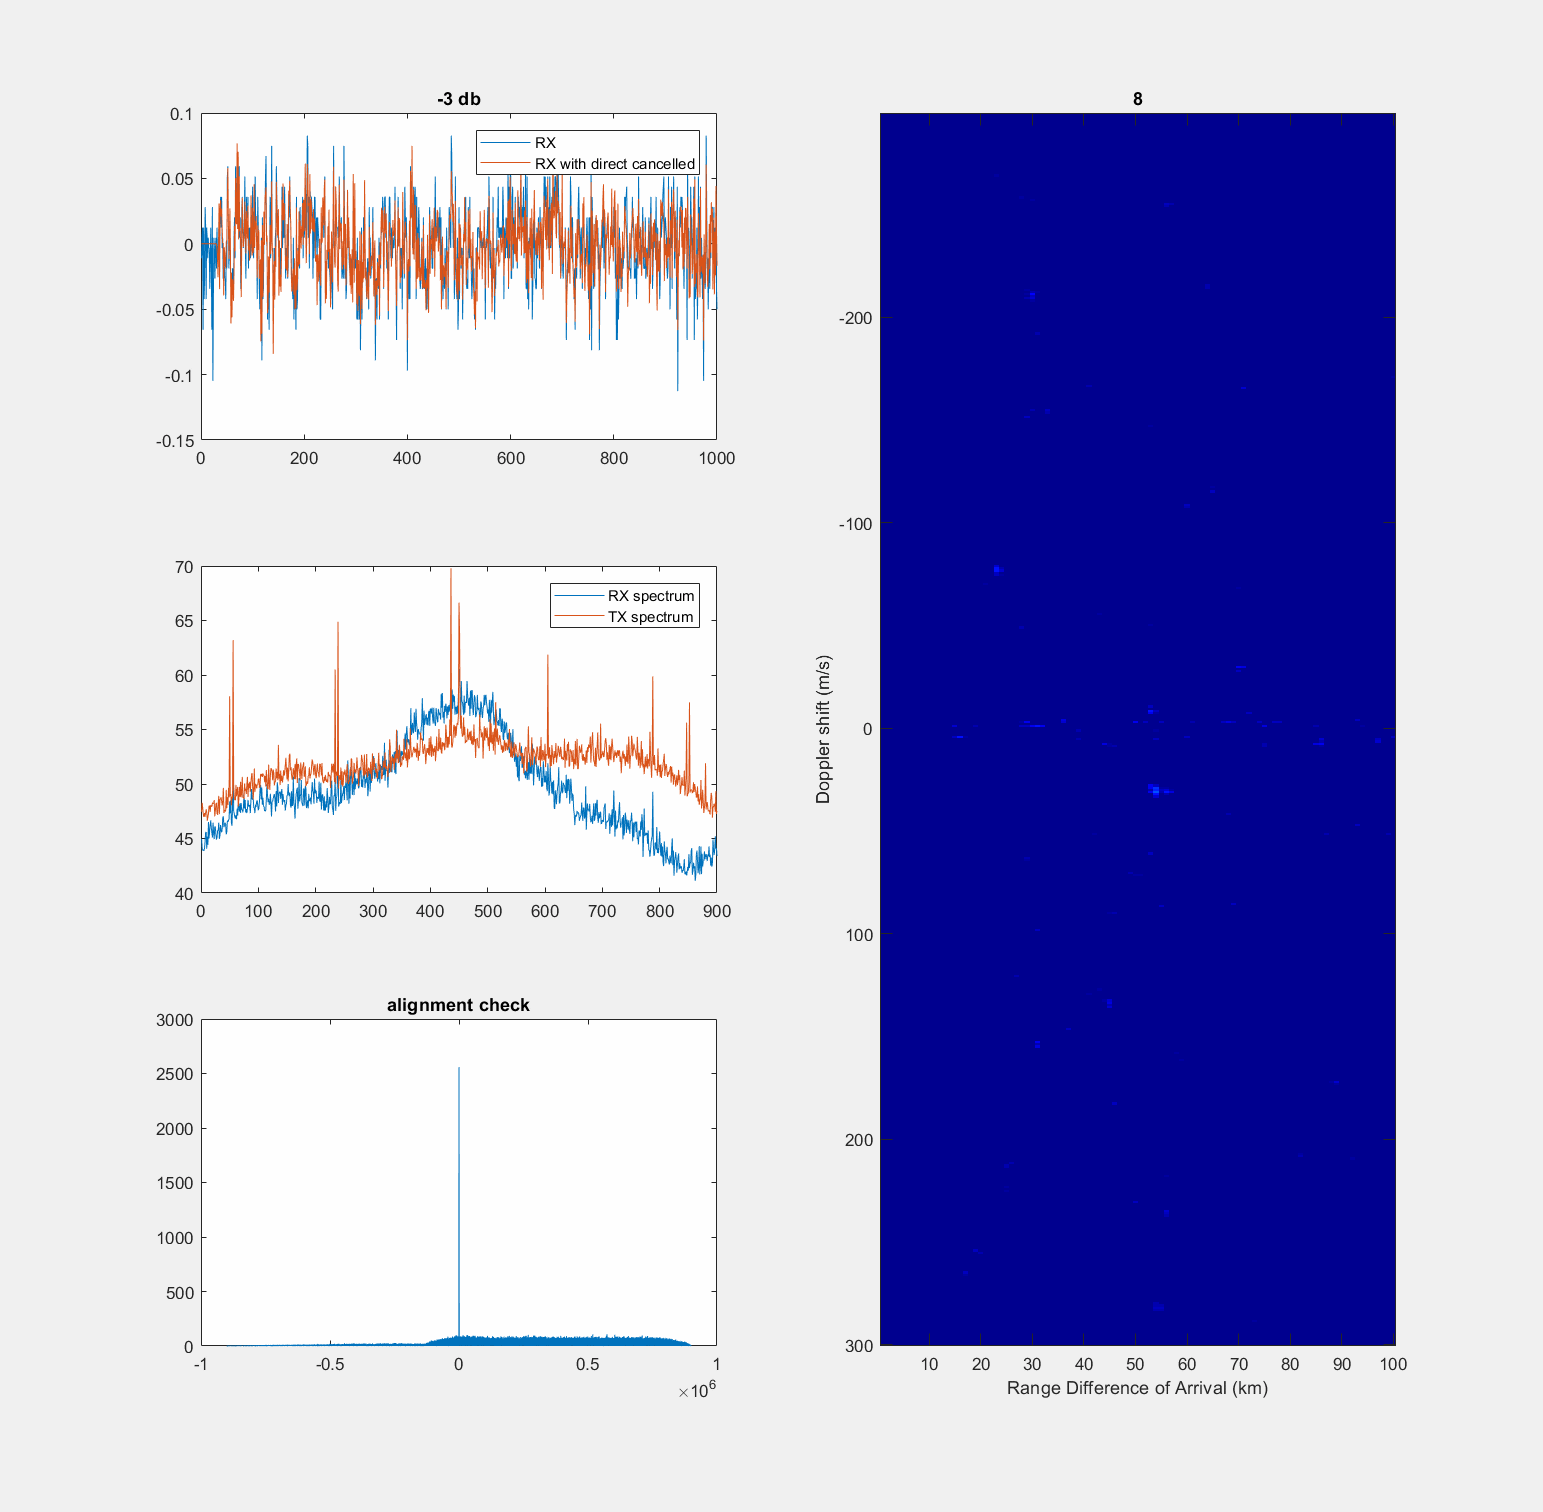 -3 db
0.1
0.05
0
-0.05
-0.1
-0.15
0 200 400 600 800 1000
RX
RX with direct cancelled
70
65
60
55
50
45
40
0 100 200 300 400 500 600 700 800 900
RX spectrum
TX spectrum
alignment check
3000
2500
2000
1500
1000
500
0
-1 -0.5 0 0.5 1
×10⁶
8
-200
-100
0
100
200
300
Doppler shift (m/s)
10 20 30 40 50 60 70 80 90 100
Range Difference of Arrival (km)